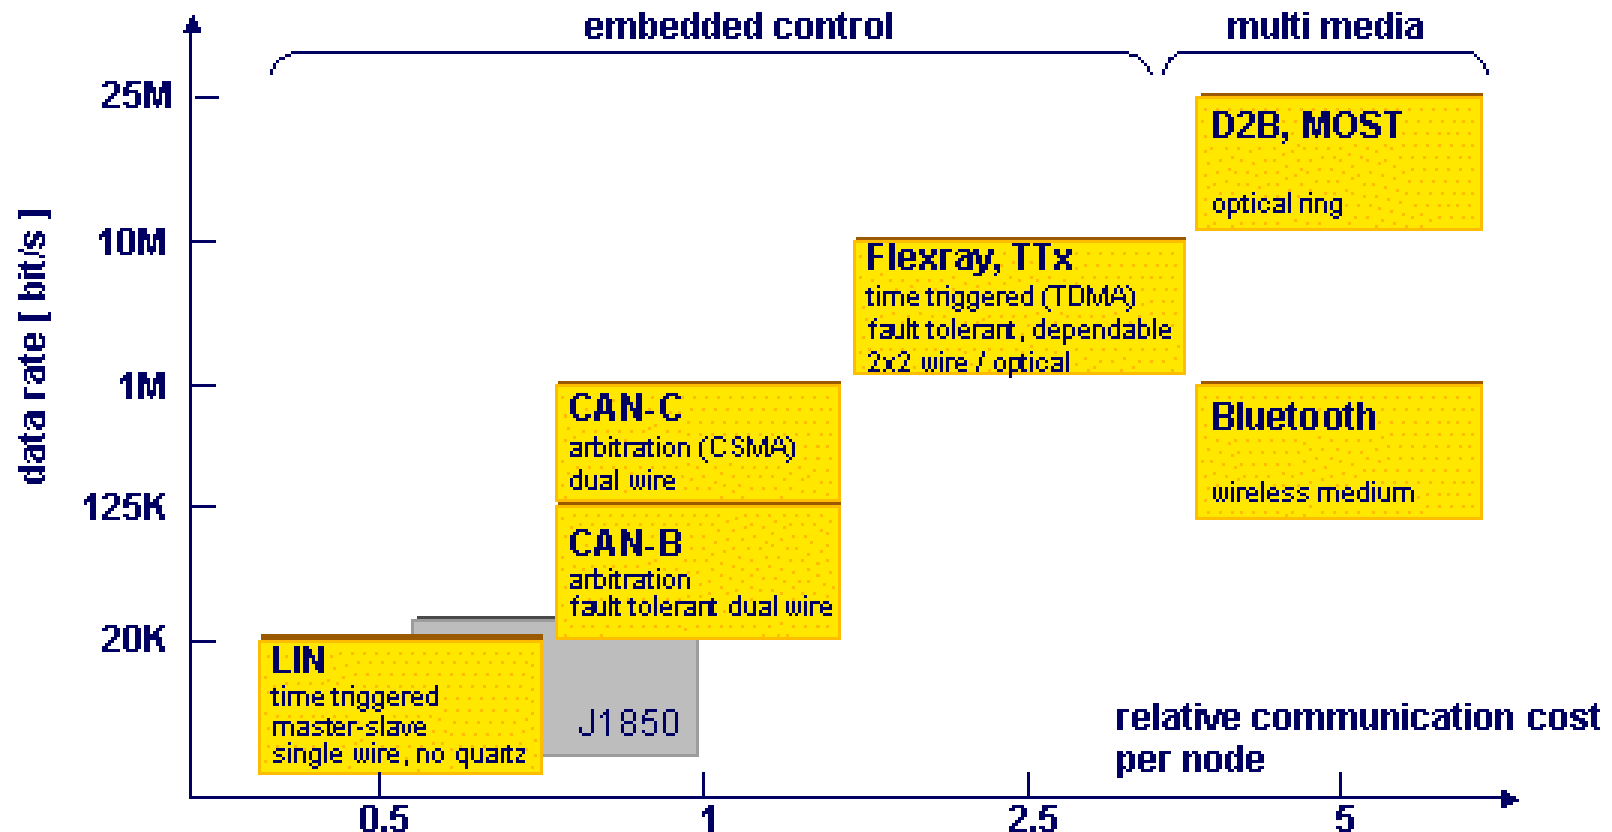 embedded control
multi media
25M
D2B, MOST
optical ring
data rate [ bit/s ]
10M
Flexray, TTx
time triggered (TDMA)
fault tolerant, dependable
2x2 wire / optical
1M
CAN-C
arbitration (CSMA)
dual wire
Bluetooth
wireless medium
125K
CAN-B
arbitration
fault tolerant dual wire
20K
LIN
time triggered
master-slave
single wire, no quartz
J1850
relative communication cost
per node
0.5
1
2.5
5